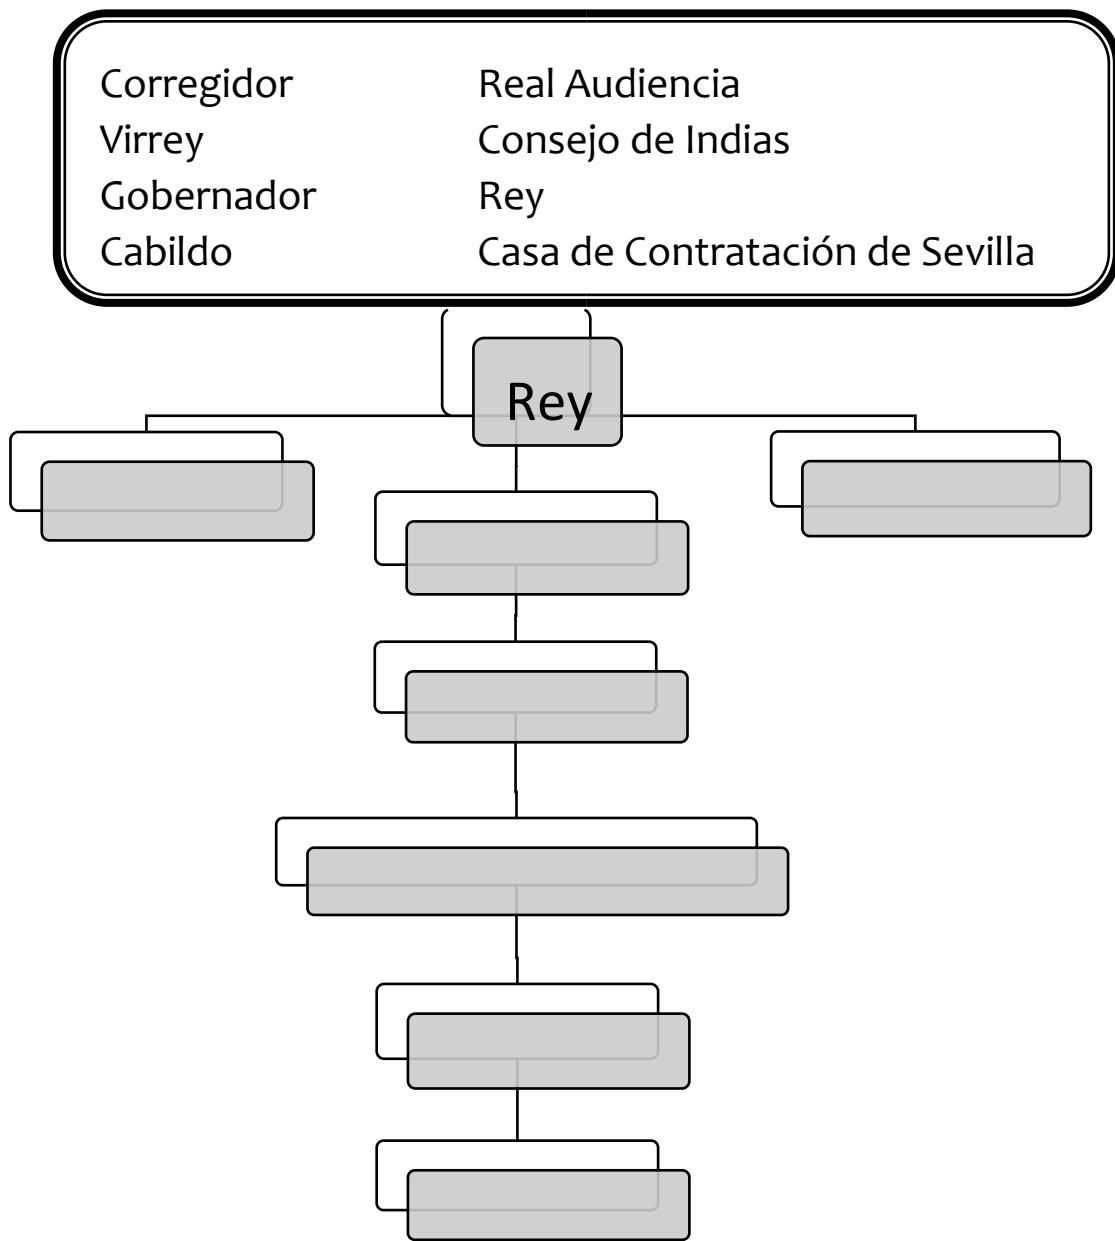 Corregidor Real Audiencia
Virrey Consejo de Indias
Gobernador Rey
Cabildo Casa de Contratación de Sevilla
Rey